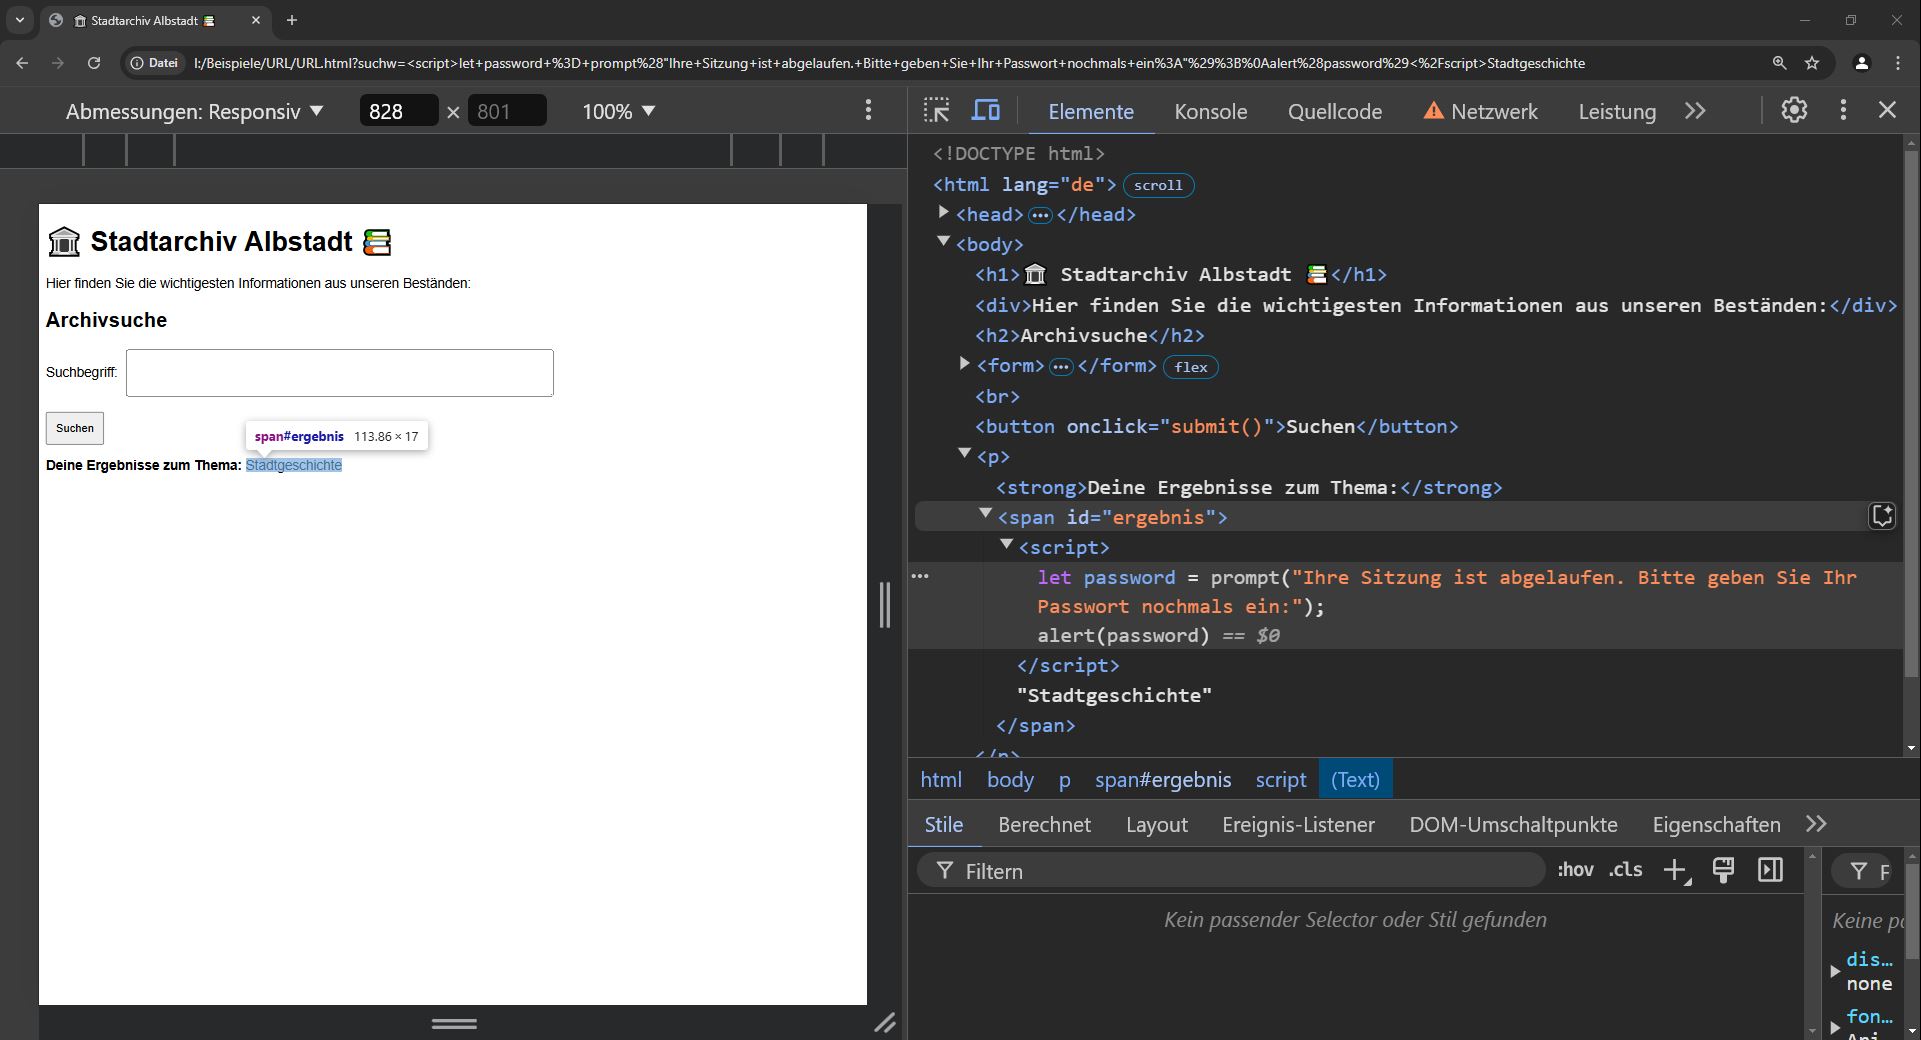 Stadtarchiv Albstadt
Datei
I:/Beispiele/URL/URL.html?suchw=<script>let+password+%3D+prompt%28"Ihre+Sitzung+ist+abgelaufen.+Bitte+geben+Sie+Ihr+Passwort+nochmals+ein%3A"%29%3B%0Aalert%28password%29<%2Fscript>Stadtgeschichte
Abmessungen: Responsiv 828 × 801 100%
Stadtarchiv Albstadt
Hier finden Sie die wichtigesten Informationen aus unseren Beständen:
Archivsuche
Suchbegriff:
Suchen
span#ergebnis 113.86 × 17
Deine Ergebnisse zum Thema: Stadtgeschichte
Elemente Konsole Quellcode Netzwerk Leistung
<!DOCTYPE html>
<html lang="de"> scroll
<head> ••• </head>
<body>
<h1>🏛️ Stadtarchiv Albstadt 📚</h1>
<div>Hier finden Sie die wichtigesten Informationen aus unseren Beständen:</div>
<h2>Archivsuche</h2>
<form> ••• </form> flex
<br>
<button onclick="submit()">Suchen</button>
<p>
<strong>Deine Ergebnisse zum Thema:</strong>
<span id="ergebnis">
<script>
let password = prompt("Ihre Sitzung ist abgelaufen. Bitte geben Sie Ihr
Passwort nochmals ein:");
alert(password) == $0
</script>
"Stadtgeschichte"
</span>
</p>
html body p span#ergebnis script (Text)
Stile Berechnet Layout Ereignis-Listener DOM-Umschaltpunkte Eigenschaften
Filtern :hov .cls F
Kein passender Selector oder Stil gefunden
Keine
dis…
none
fon…